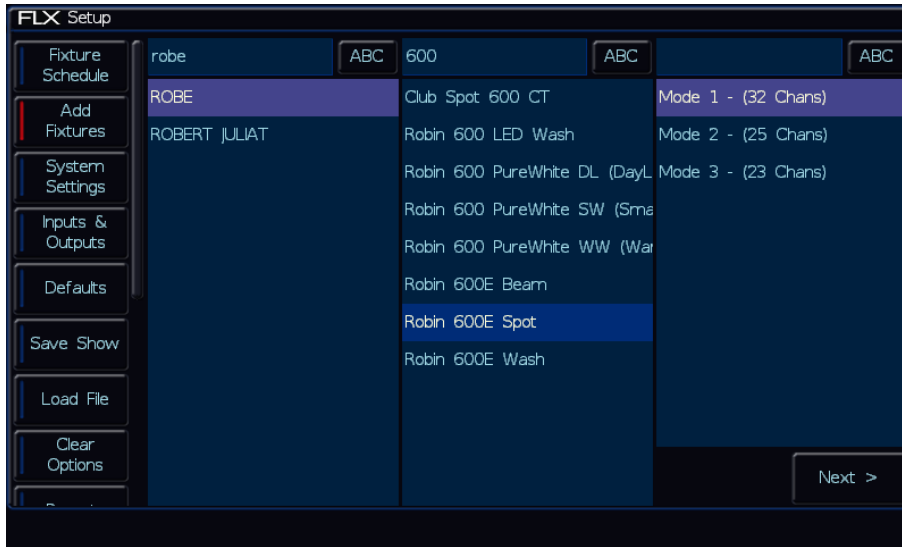 FLX Setup
Fixture
Schedule
Add
Fixtures
System
Settings
Inputs &
Outputs
Defaults
Save Show
Load File
Clear
Options
robe
ABC
ROBE
ROBERT JULIAT
600
ABC
Club Spot 600 CT
Robin 600 LED Wash
Robin 600 PureWhite DL (DayL
Robin 600 PureWhite SW (Sma
Robin 600 PureWhite WW (War
Robin 600E Beam
Robin 600E Spot
Robin 600E Wash
ABC
Mode 1 - (32 Chans)
Mode 2 - (25 Chans)
Mode 3 - (23 Chans)
Next >